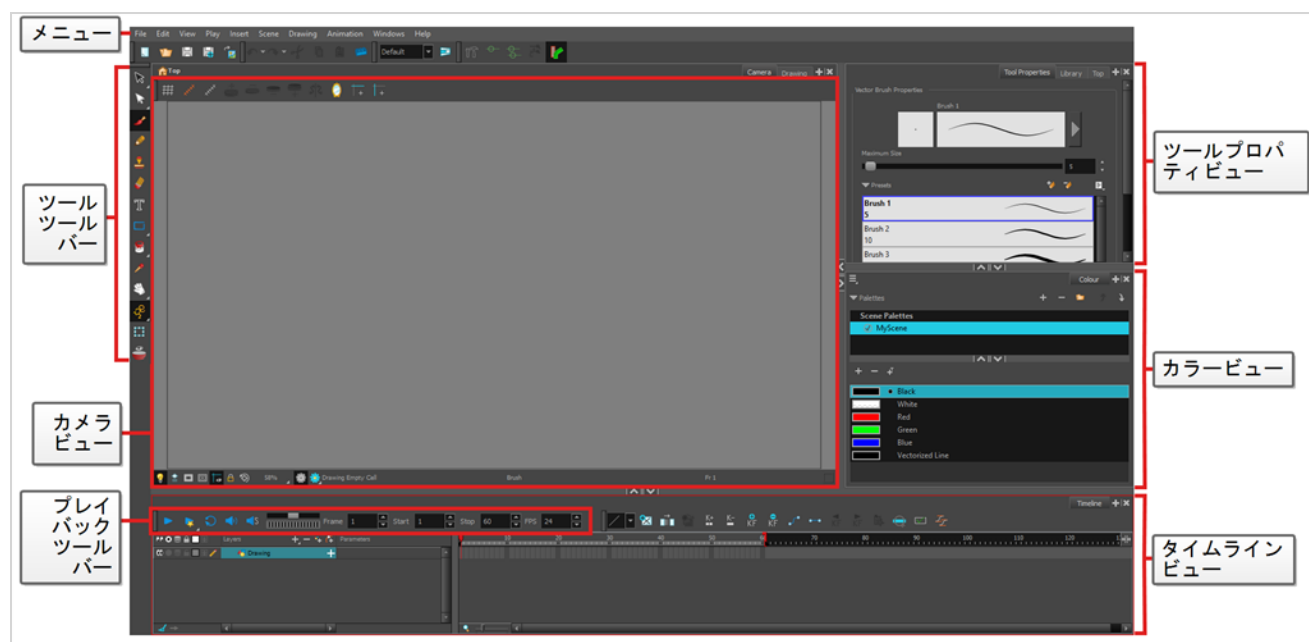 メニュー
File Edit View Play Insert Scene Drawing Animation Windows Help
Default
Top
Camera Drawing
Tool Properties Library Top
Vector Brush Properties
Brush 1
Maximum Size
5
Presets
Brush 1
5
Brush 2
10
Brush 3
ツールプロパ
ティビュー
ツール
ツール
バー
Colour
Palettes
Scene Palettes
MyScene
Black
White
Red
Green
Blue
Vectorized Line
カラービュー
カメラ
ビュー
Drawing Empty Cell
Brush
Fr 1
プレイ
バック
ツール
バー
Timeline
Frame 1 Start 1 Stop 60 FPS 24
Layers Parameters
Drawing
10 20 30 40 50 60 70 80 90 100 110 120
タイムライン
ビュー